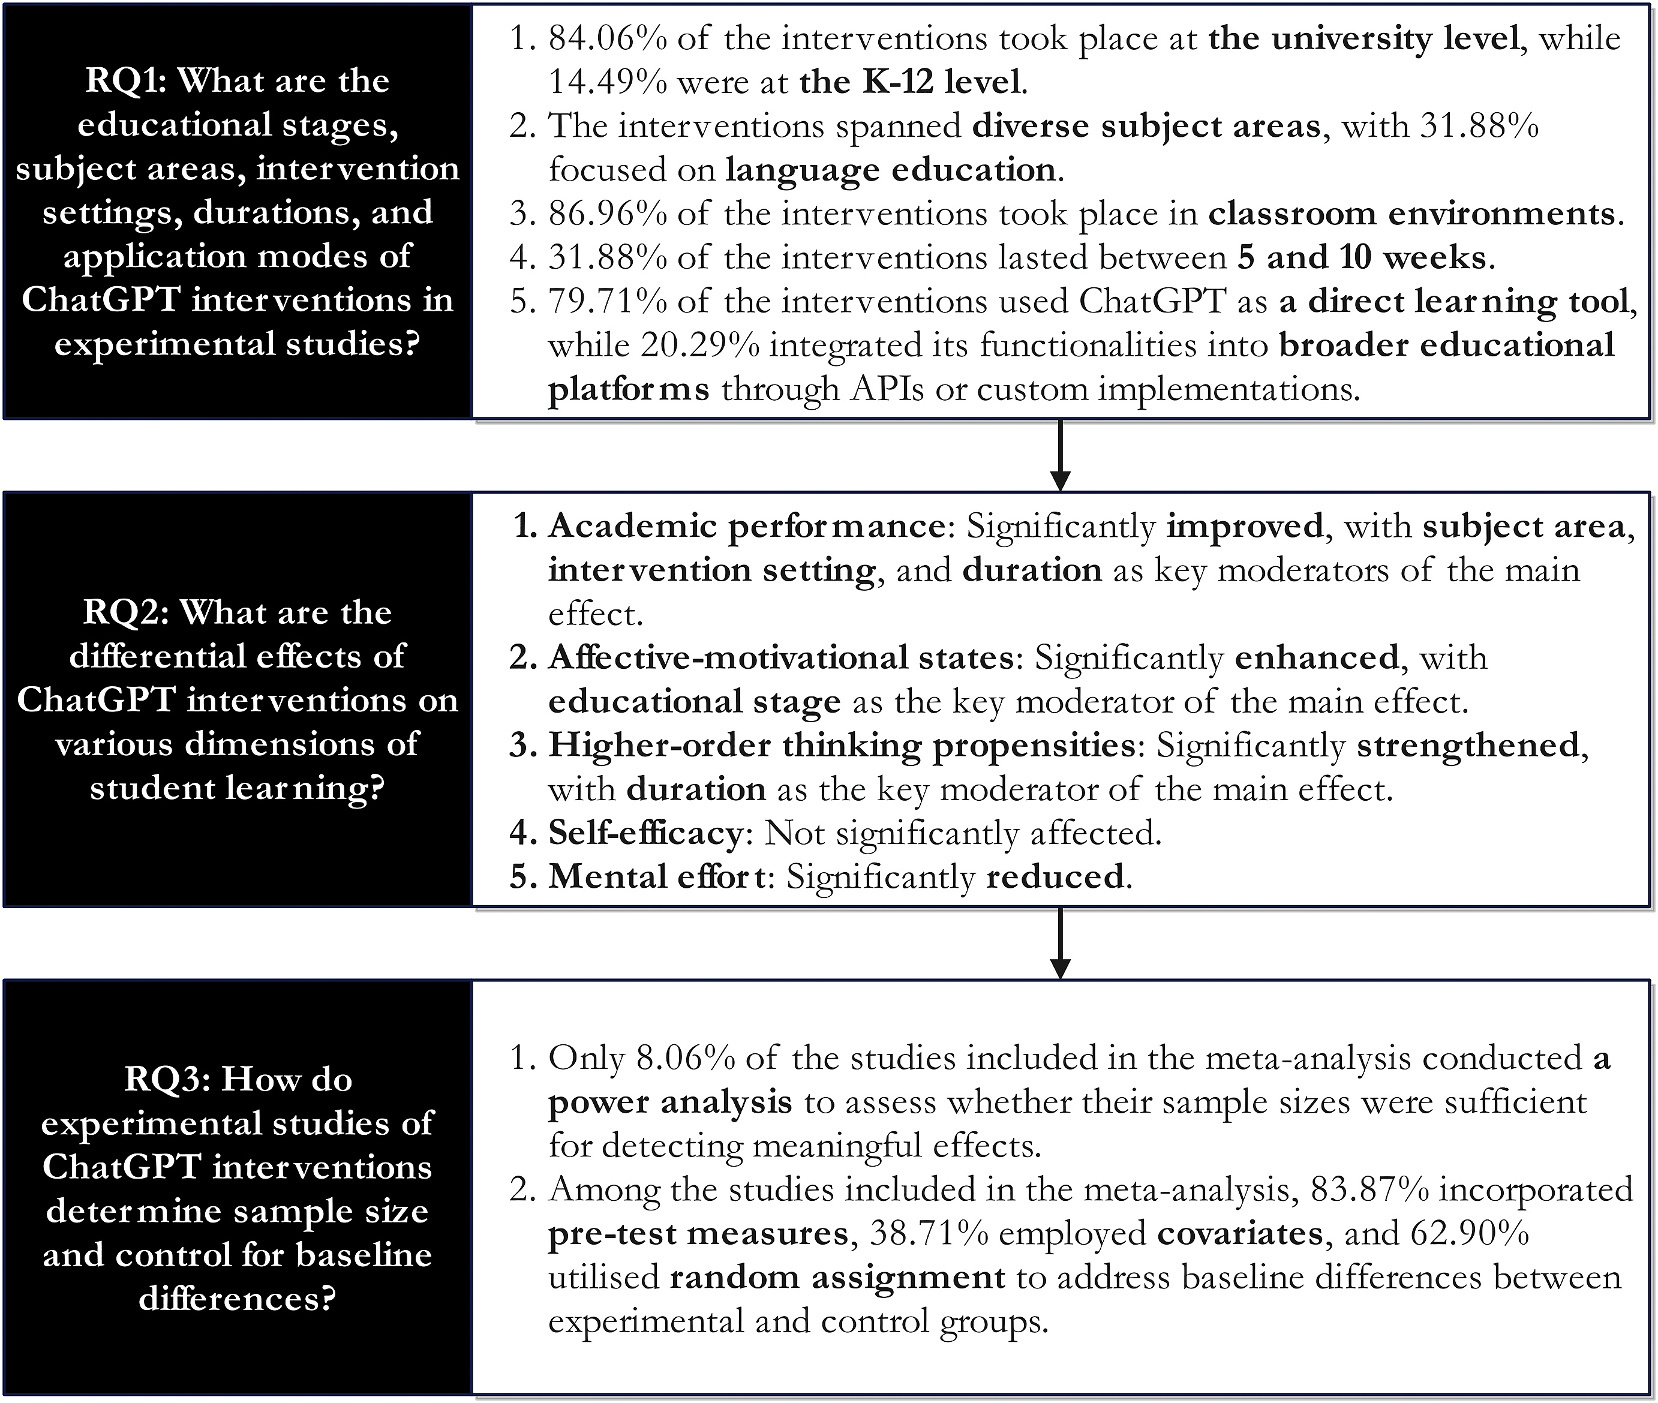 RQ1: What are the
educational stages,
subject areas, intervention
settings, durations, and
application modes of
ChatGPT interventions in
experimental studies?
1. 84.06% of the interventions took place at the university level, while
14.49% were at the K-12 level.
2. The interventions spanned diverse subject areas, with 31.88%
focused on language education.
3. 86.96% of the interventions took place in classroom environments.
4. 31.88% of the interventions lasted between 5 and 10 weeks.
5. 79.71% of the interventions used ChatGPT as a direct learning tool,
while 20.29% integrated its functionalities into broader educational
platforms through APIs or custom implementations.
RQ2: What are the
differential effects of
ChatGPT interventions on
various dimensions of
student learning?
1. Academic performance: Significantly improved, with subject area,
intervention setting, and duration as key moderators of the main
effect.
2. Affective-motivational states: Significantly enhanced, with
educational stage as the key moderator of the main effect.
3. Higher-order thinking propensities: Significantly strengthened,
with duration as the key moderator of the main effect.
4. Self-efficacy: Not significantly affected.
5. Mental effort: Significantly reduced.
RQ3: How do
experimental studies of
ChatGPT interventions
determine sample size
and control for baseline
differences?
1. Only 8.06% of the studies included in the meta-analysis conducted a
power analysis to assess whether their sample sizes were sufficient
for detecting meaningful effects.
2. Among the studies included in the meta-analysis, 83.87% incorporated
pre-test measures, 38.71% employed covariates, and 62.90%
utilised random assignment to address baseline differences between
experimental and control groups.